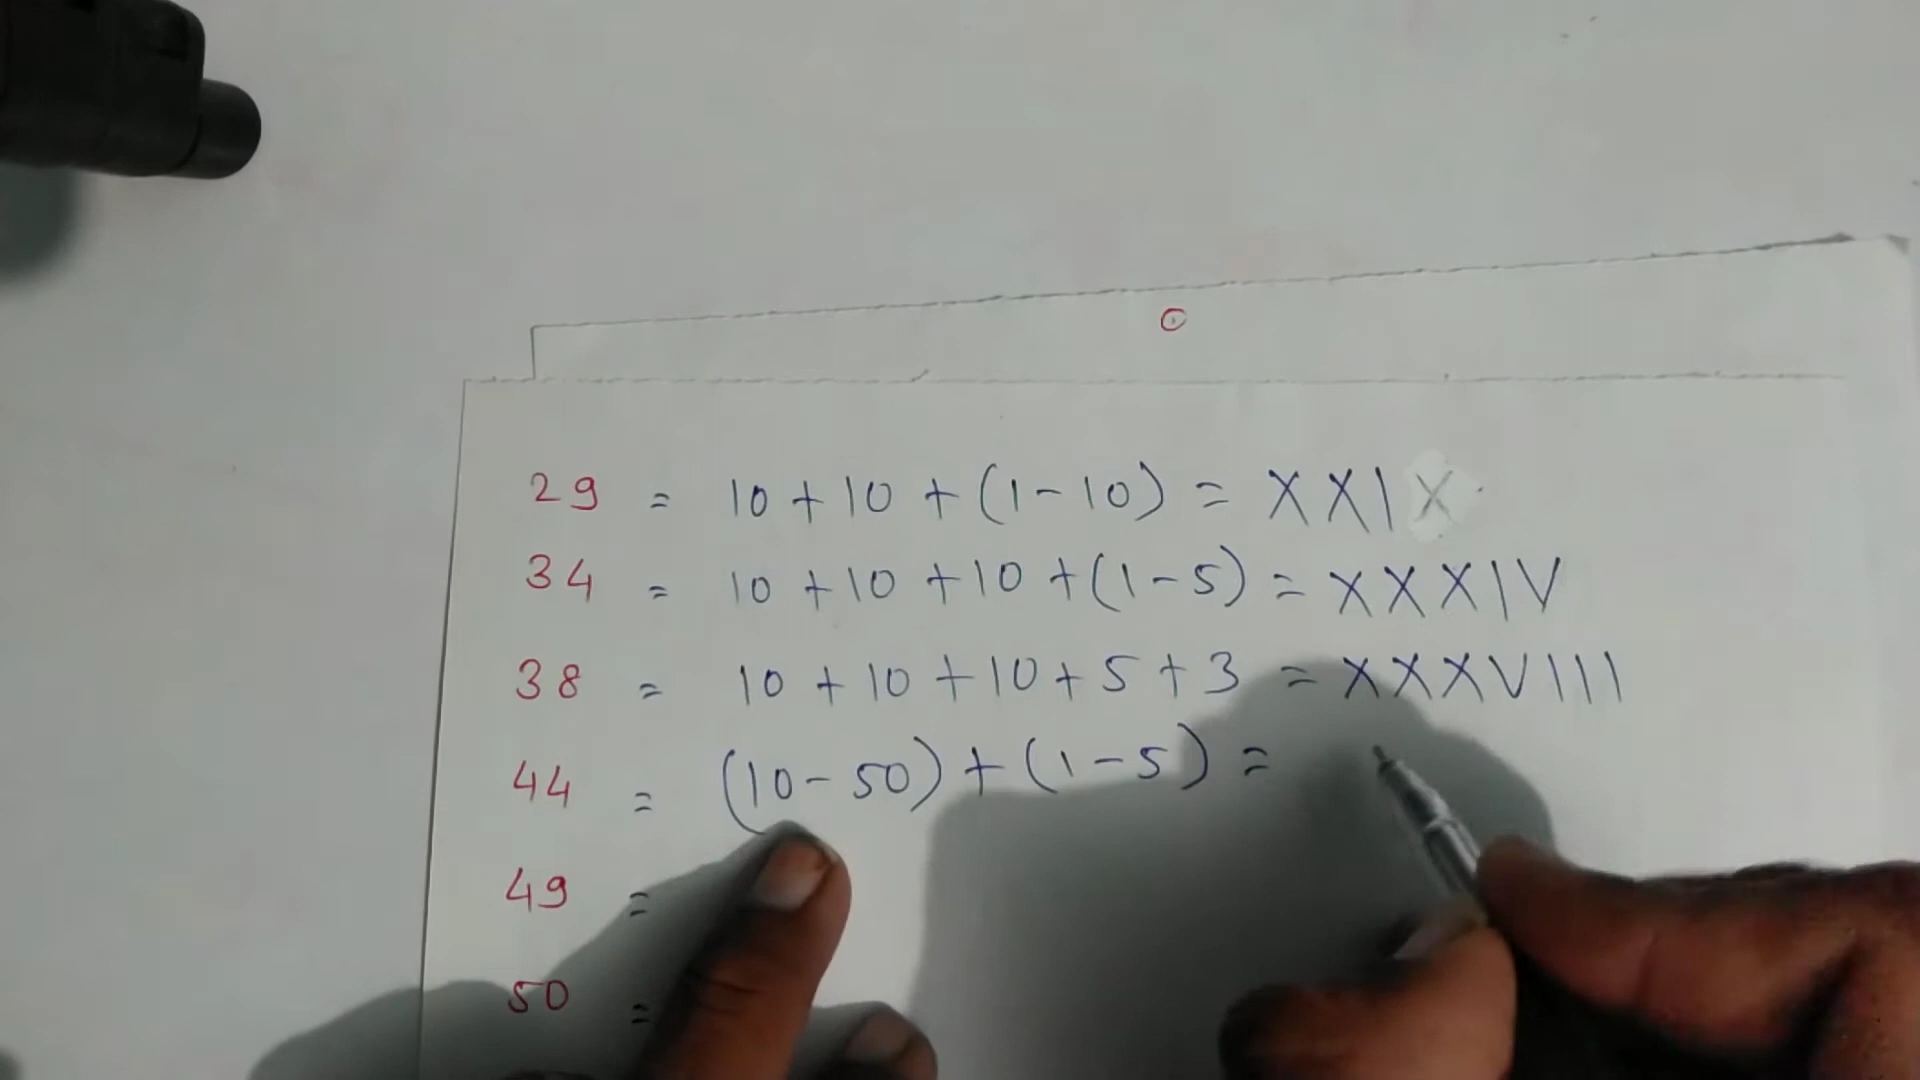 29 = 10 + 10 + (1 - 10) = XXIX
34 = 10 + 10 + 10 + (1 - 5) = XXXIV
38 = 10 + 10 + 10 + 5 + 3 = XXXVIII
44 = (10 - 50) + (1 - 5) =
49 =
50 =